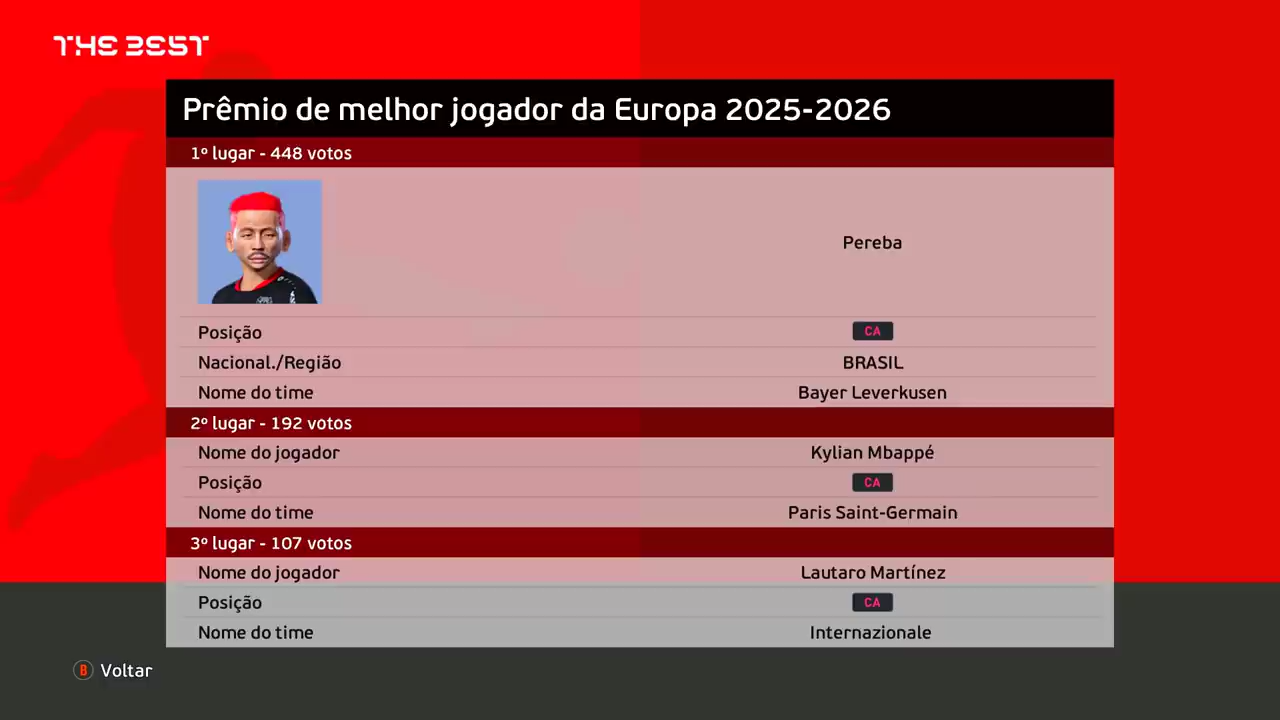 THE BEST
Prêmio de melhor jogador da Europa 2025-2026
1º lugar - 448 votos
Pereba
Posição CA
Nacional./Região BRASIL
Nome do time Bayer Leverkusen
2º lugar - 192 votos
Nome do jogador Kylian Mbappé
Posição CA
Nome do time Paris Saint-Germain
3º lugar - 107 votos
Nome do jogador Lautaro Martínez
Posição CA
Nome do time Internazionale
B Voltar